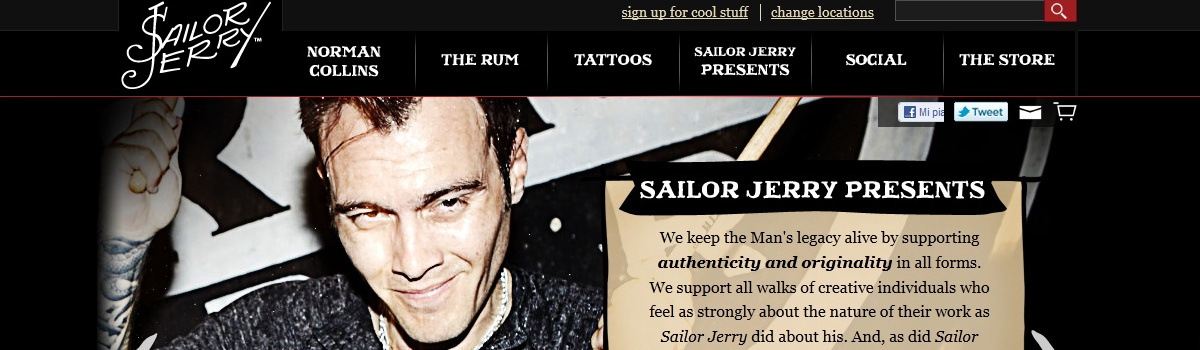 SAILOR
JERRY™
sign up for cool stuff
change locations
NORMAN
COLLINS
THE RUM
TATTOOS
SAILOR JERRY
PRESENTS
SOCIAL
THE STORE
Mi pia
Tweet
SAILOR JERRY PRESENTS
We keep the Man's legacy alive by supporting
authenticity and originality in all forms.
We support all walks of creative individuals who
feel as strongly about the nature of their work as
Sailor Jerry did about his. And, as did Sailor